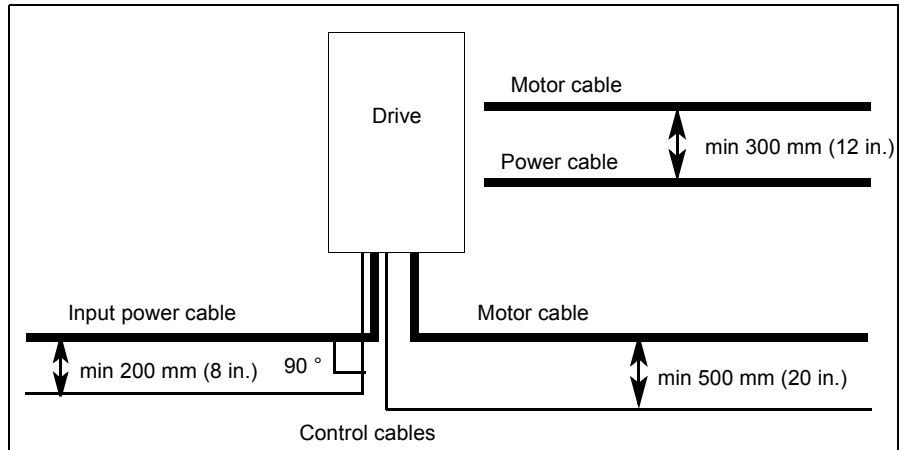 Motor cable
Drive
min 300 mm (12 in.)
Power cable
Input power cable
Motor cable
min 200 mm (8 in.)
90 °
min 500 mm (20 in.)
Control cables